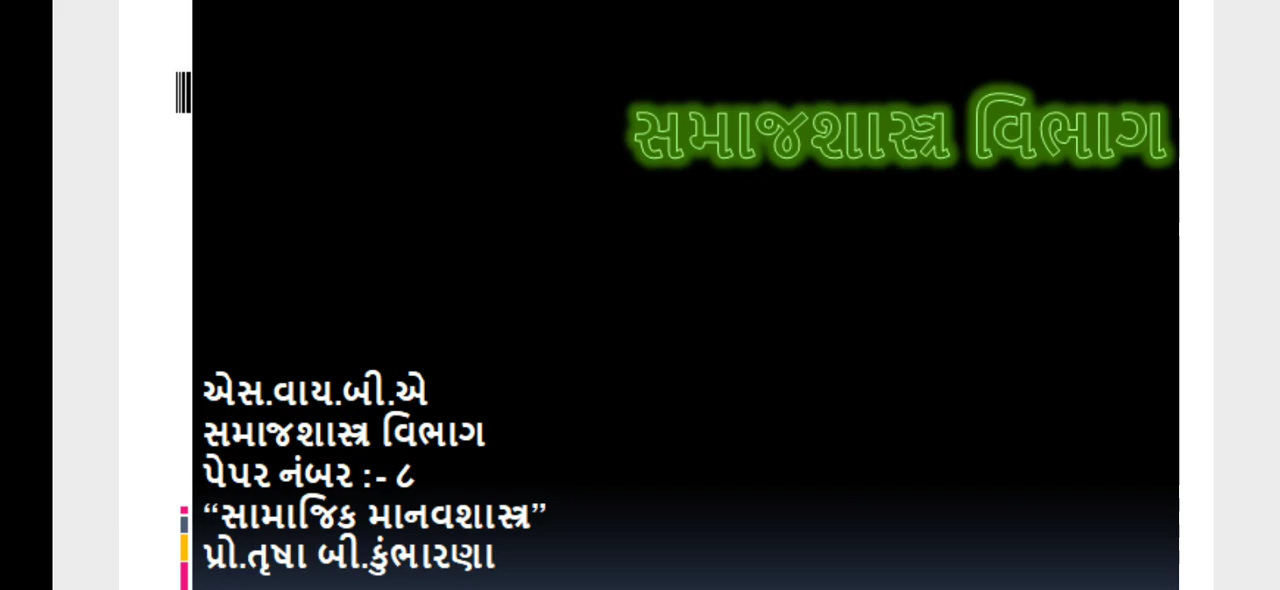 સમાજશાસ્ત્ર વિભાગ
એસ.વાય.બી.એ
સમાજશાસ્ત્ર વિભાગ
પેપર નંબર :- ૮
“સામાજિક માનવશાસ્ત્ર”
પ્રો.તૃષા બી.કુંભારણા